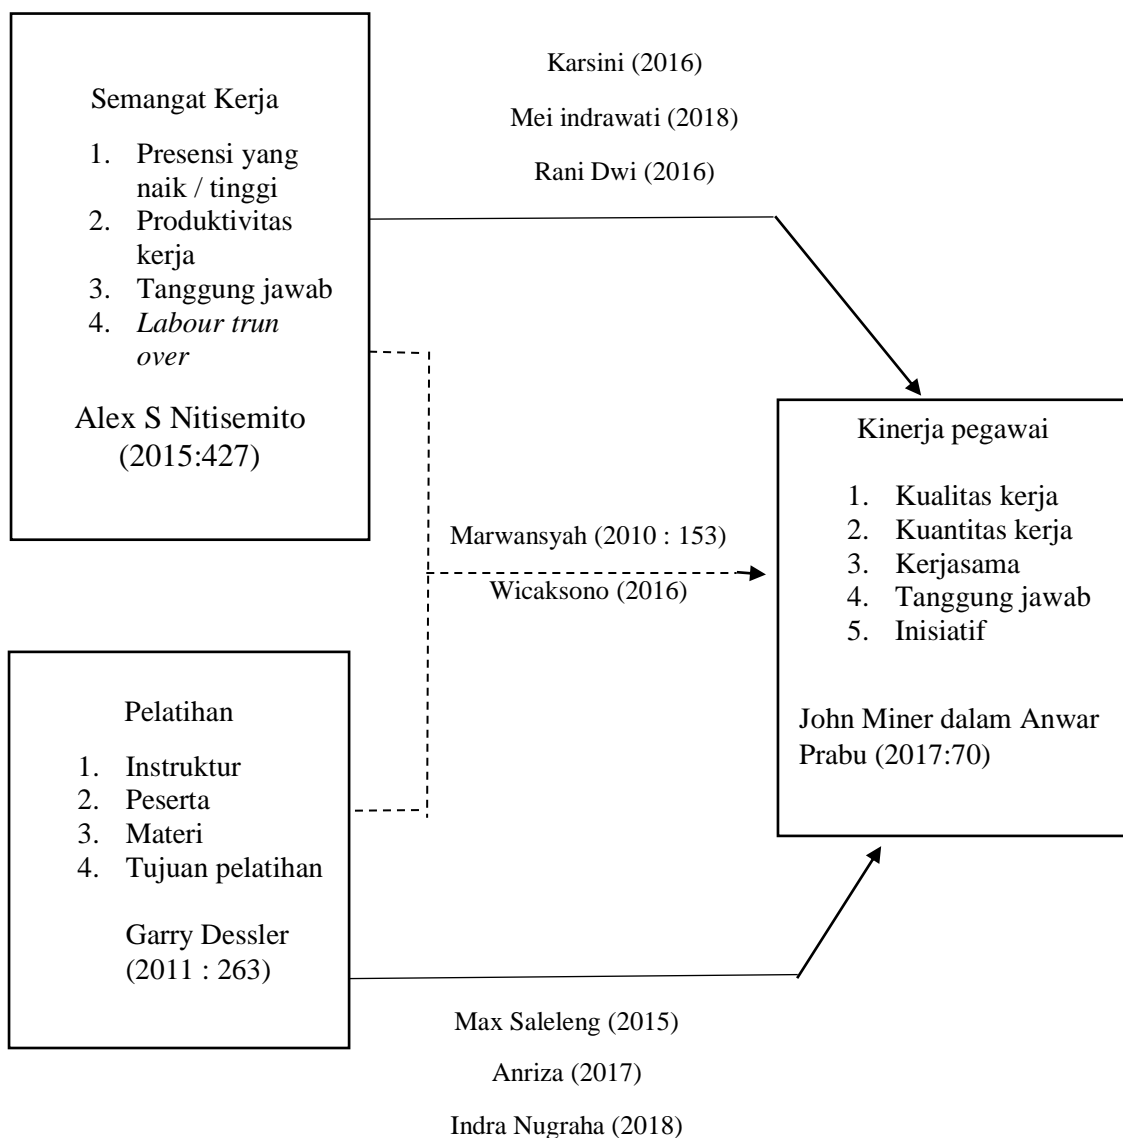 Semangat Kerja
1. Presensi yang
naik / tinggi
2. Produktivitas
kerja
3. Tanggung jawab
4. Labour trun
over
Alex S Nitisemito
(2015:427)
Karsini (2016)
Mei indrawati (2018)
Rani Dwi (2016)
Marwansyah (2010 : 153)
Wicaksono (2016)
Kinerja pegawai
1. Kualitas kerja
2. Kuantitas kerja
3. Kerjasama
4. Tanggung jawab
5. Inisiatif
John Miner dalam Anwar
Prabu (2017:70)
Pelatihan
1. Instruktur
2. Peserta
3. Materi
4. Tujuan pelatihan
Garry Dessler
(2011 : 263)
Max Saleleng (2015)
Anriza (2017)
Indra Nugraha (2018)